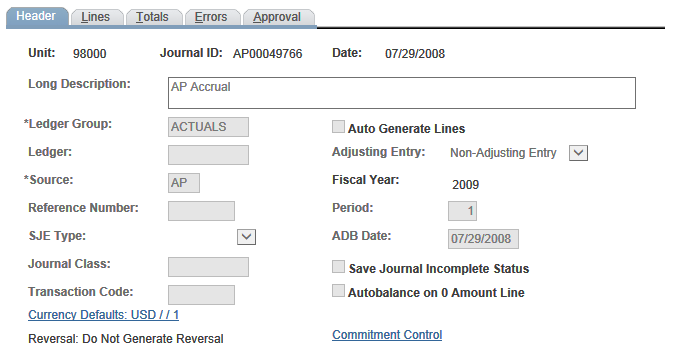 Header Lines Totals Errors Approval
Unit: 98000 Journal ID: AP00049766 Date: 07/29/2008
Long Description: AP Accrual
*Ledger Group: ACTUALS Auto Generate Lines
Ledger: Adjusting Entry: Non-Adjusting Entry
*Source: AP Fiscal Year: 2009
Reference Number: Period: 1
SJE Type: ADB Date: 07/29/2008
Journal Class: Save Journal Incomplete Status
Transaction Code: Autobalance on 0 Amount Line
Currency Defaults: USD / / 1
Reversal: Do Not Generate Reversal Commitment Control